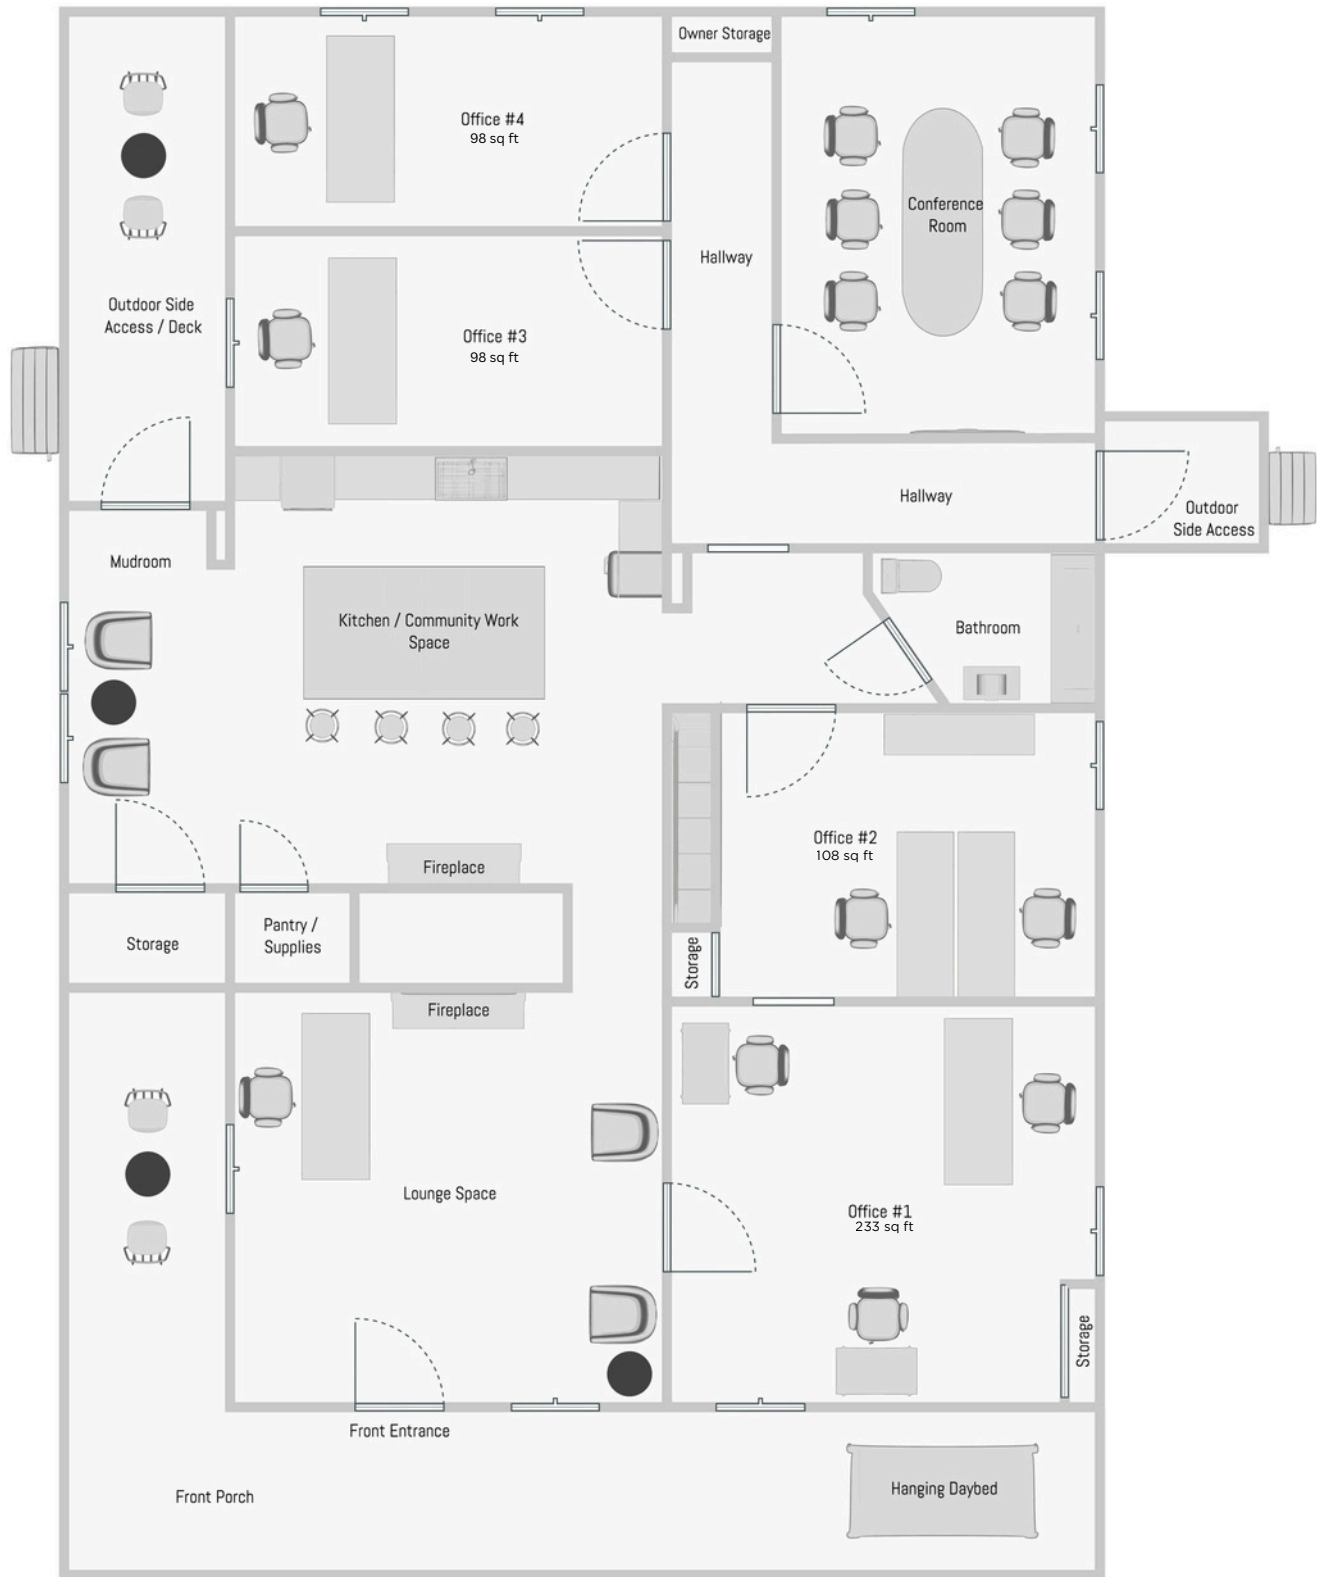 Owner Storage
Office #4
98 sq ft
Conference
Room
Hallway
Outdoor Side
Access / Deck
Office #3
98 sq ft
Hallway
Outdoor
Side Access
Mudroom
Kitchen / Community Work
Space
Bathroom
Office #2
108 sq ft
Fireplace
Storage
Pantry /
Supplies
Storage
Fireplace
Lounge Space
Office #1
233 sq ft
Storage
Front Entrance
Front Porch
Hanging Daybed